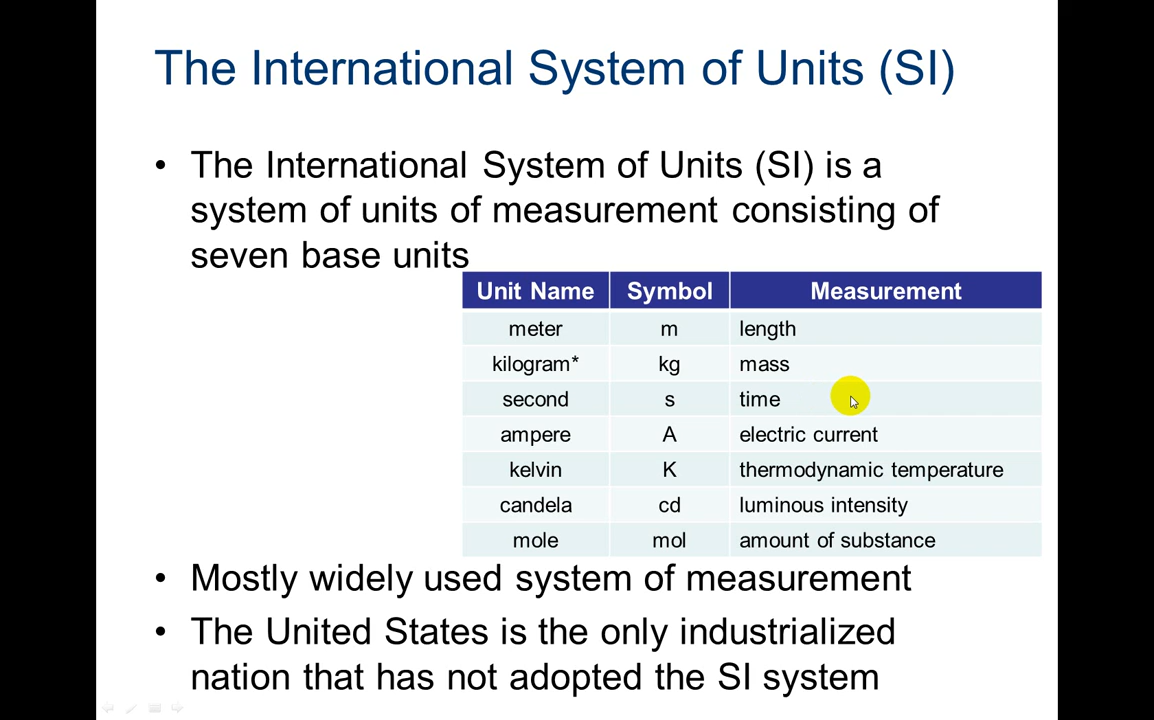 The International System of Units (SI)
• The International System of Units (SI) is a
system of units of measurement consisting of
seven base units
Unit Name Symbol Measurement
meter m length
kilogram* kg mass
second s time
ampere A electric current
kelvin K thermodynamic temperature
candela cd luminous intensity
mole mol amount of substance
• Mostly widely used system of measurement
• The United States is the only industrialized
nation that has not adopted the SI system